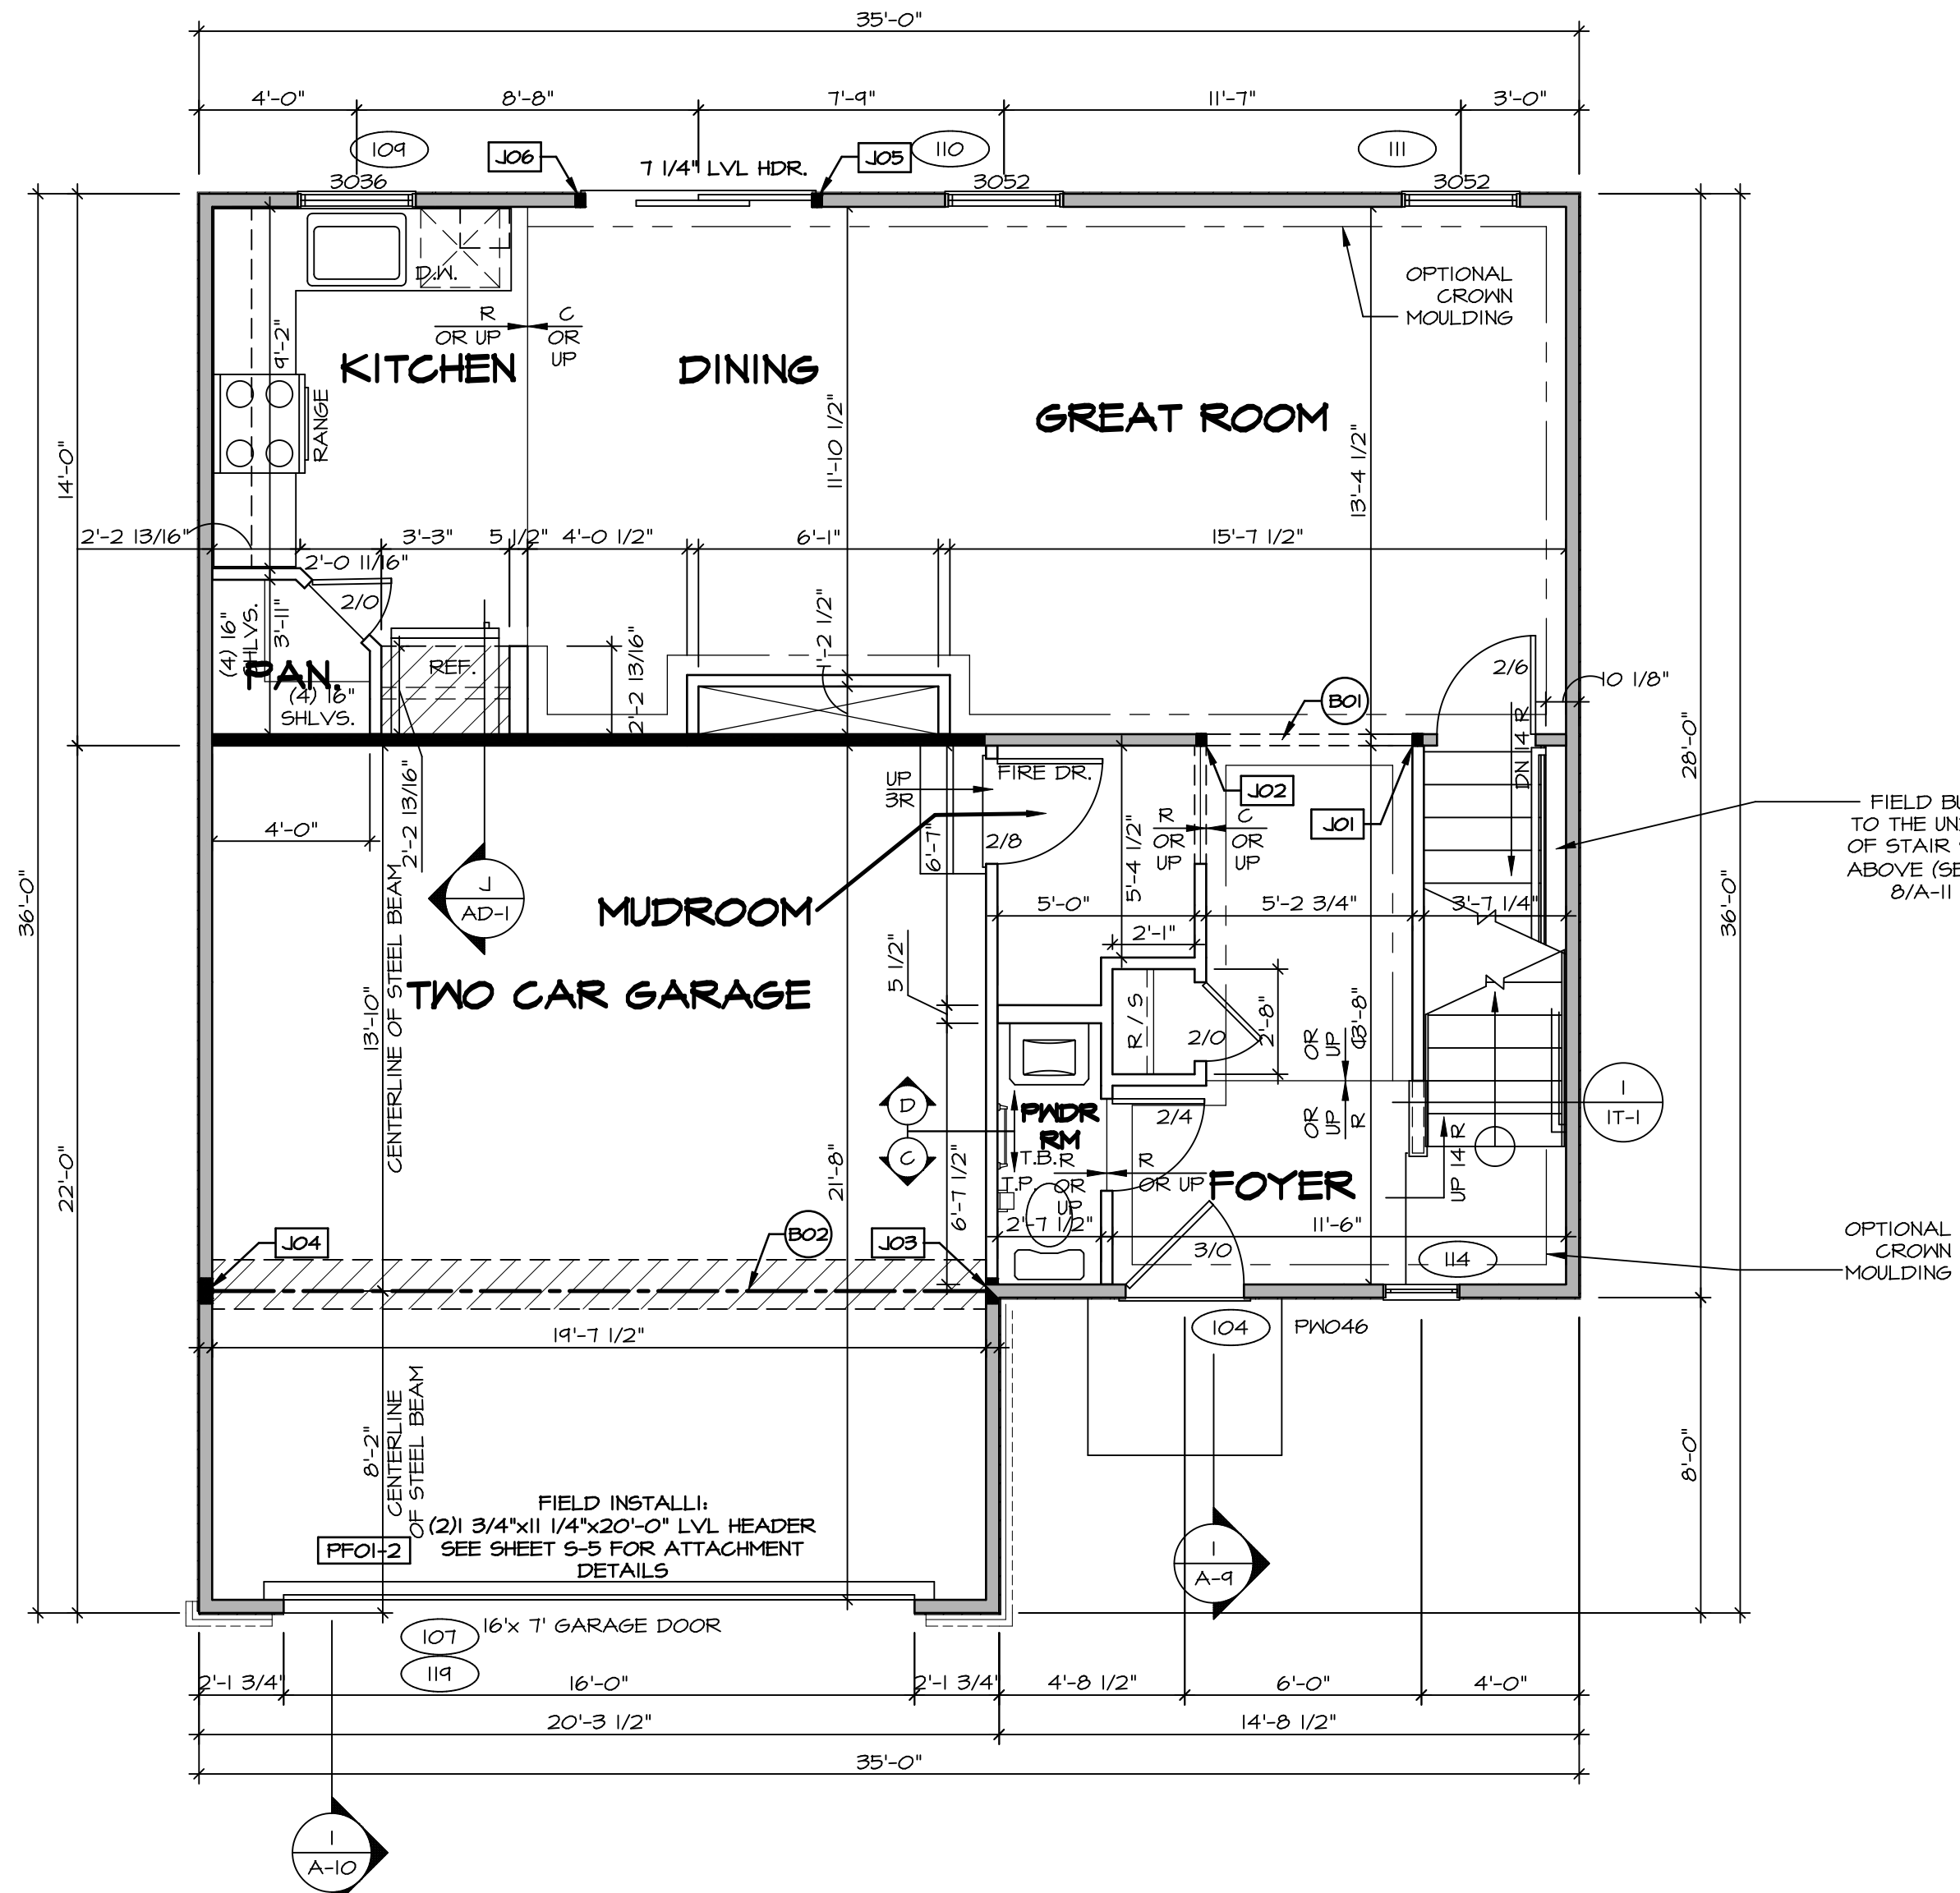 35'-0"
4'-0"
8'-8"
7'-9"
11'-7"
3'-0"
109
J06
7 1/4" LVL HDR.
J05
110
111
3036
3052
3052
D.W.
OPTIONAL
CROWN
MOULDING
R
OR UP
C
OR
UP
9'-2"
KITCHEN
DINING
GREAT ROOM
RANGE
11'-10 1/2"
13'-4 1/2"
14'-0"
2'-2 13/16"
3'-3"
5 1/2"
4'-0 1/2"
6'-1"
15'-7 1/2"
2'-0 11/16"
2/0
(4) 16"
SHLVS.
3'-11"
PAN.
(4) 16"
SHLVS.
REF.
2'-2 13/16"
1'-2 1/2"
2/6
10 1/8"
B01
DN 14 R
28'-0"
UP
3R
FIRE DR.
J02
J01
FIELD BU
TO THE UN
OF STAIR
ABOVE (SE
8/A-11
4'-0"
2'-2 13/16"
6'-7"
2/8
5'-4 1/2"
R
OR
UP
C
OR
UP
36'-0"
36'-0"
J
AD-1
MUDROOM
5'-0"
5'-2 3/4"
3'-7 1/4"
2'-1"
5 1/2"
TWO CAR GARAGE
13'-10"
CENTERLINE OF STEEL BEAM
R / S
2/0
2'-8"
OR
UP
13'-8"
D
C
PWDR
RM
2/4
OR
UP
R
1
1T-1
T.B.
T.P.
R
OR
UP
R
OR UP
FOYER
UP 14 R
22'-0"
21'-8"
6'-7 1/2"
2'-7 1/2"
11'-6"
J04
B02
J03
3/0
114
OPTIONAL
CROWN
MOULDING
19'-7 1/2"
104
PW046
8'-2"
CENTERLINE
OF STEEL BEAM
8'-0"
FIELD INSTALL1:
(2)1 3/4"x11 1/4"x20'-0" LVL HEADER
SEE SHEET S-5 FOR ATTACHMENT
DETAILS
PF01-2
1
A-9
107
119
16'x 7' GARAGE DOOR
2'-1 3/4"
16'-0"
2'-1 3/4"
4'-8 1/2"
6'-0"
4'-0"
20'-3 1/2"
14'-8 1/2"
35'-0"
1
A-10